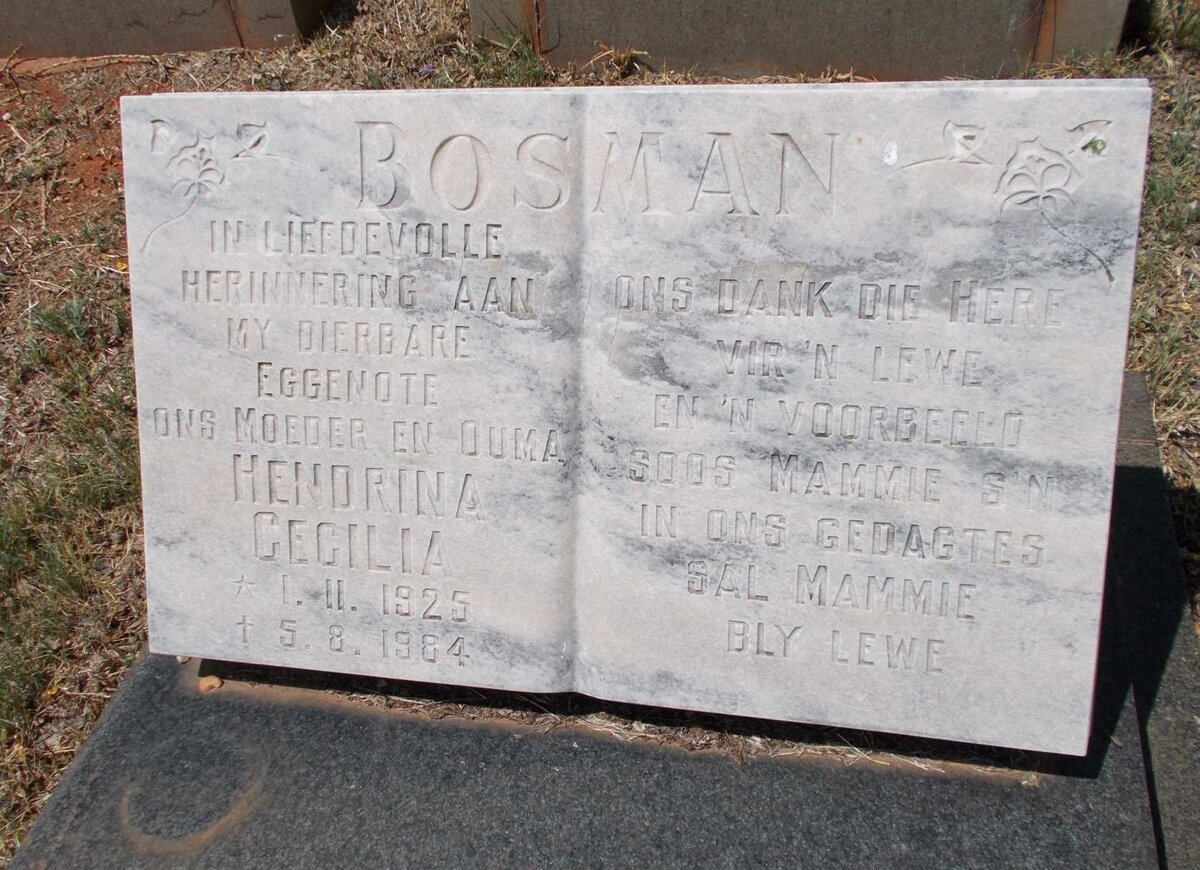 BOSMAN
IN LIEFDEVOLLE
HERINNERING AAN
MY DIERBARE
EGGENOTE
ONS MOEDER EN OUMA
HENDRINA
CECILIA
* 1. 11. 1925
† 5. 8. 1984
ONS DANK DIE HERE
VIR 'N LEWE
EN 'N VOORBEELD
SOOS MAMMIE S'N
IN ONS GEDAGTES
SAL MAMMIE
BLY LEWE